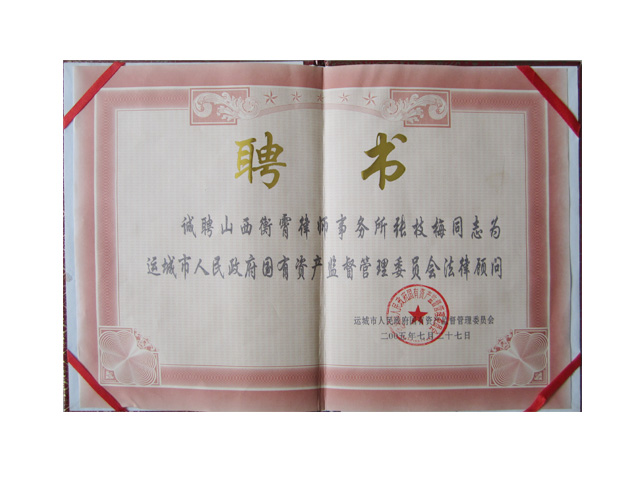 聘书
诚聘山西衡霄律师事务所张枝梅同志为
运城市人民政府国有资产监督管理委员会法律顾问
运城市人民政府国有资产监督管理委员会
二00五年七月二十七日